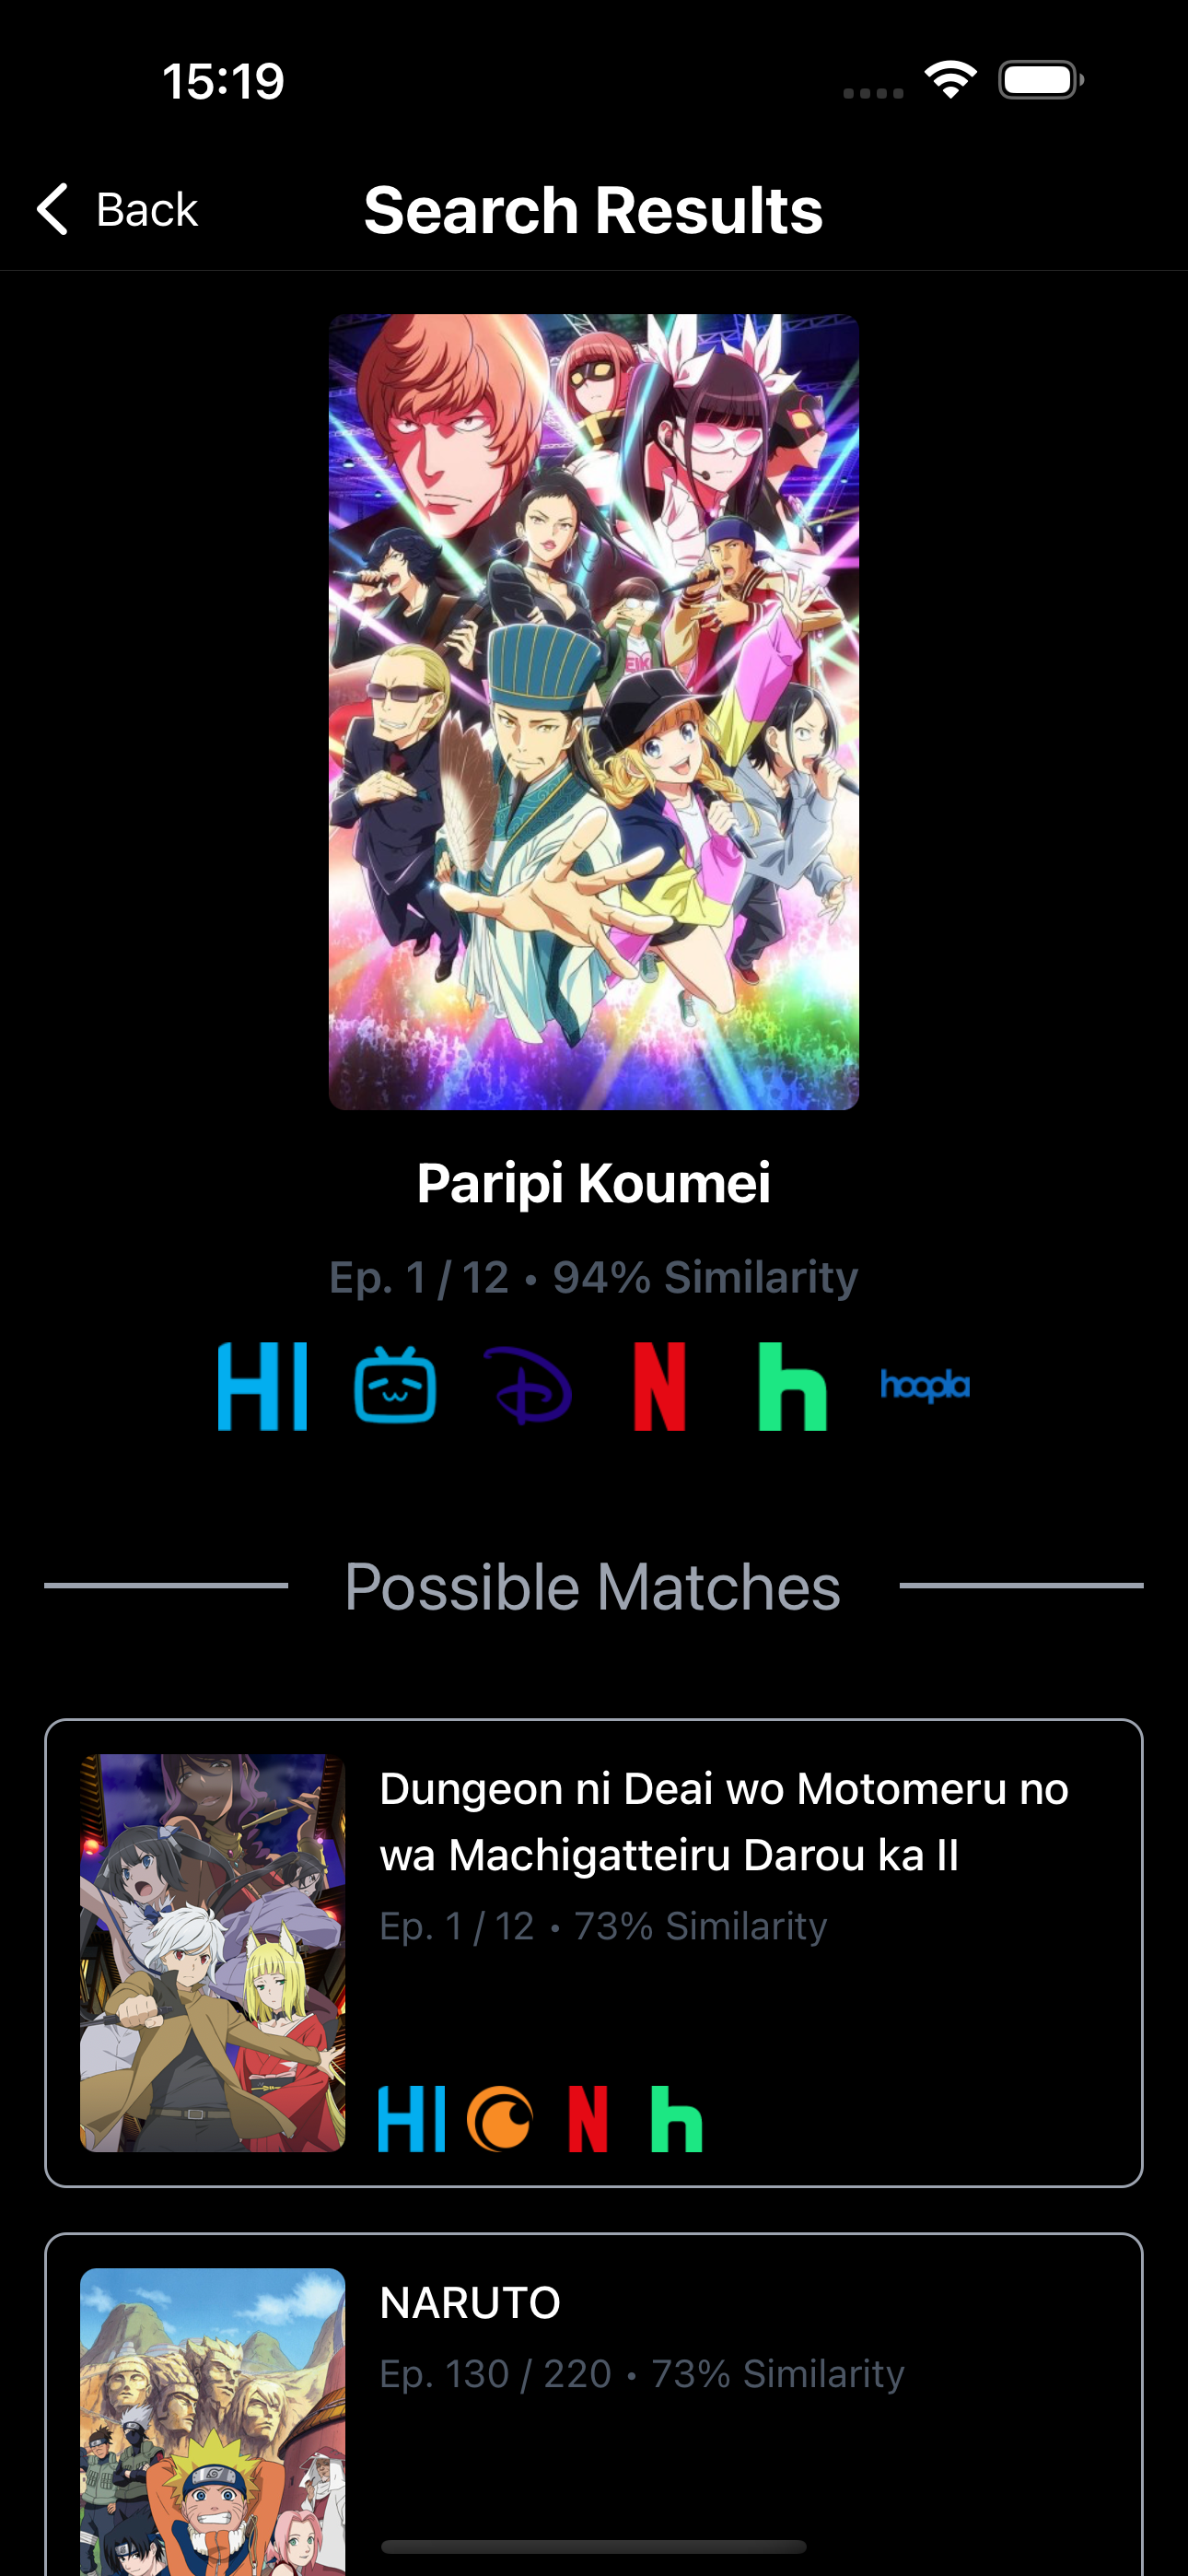 15:19
Back
Search Results
EIK
Paripi Koumei
Ep. 1 / 12 • 94% Similarity
HI N h hoopla
Possible Matches
Dungeon ni Deai wo Motomeru no
wa Machigatteiru Darou ka II
Ep. 1 / 12 • 73% Similarity
HI N h
NARUTO
Ep. 130 / 220 • 73% Similarity